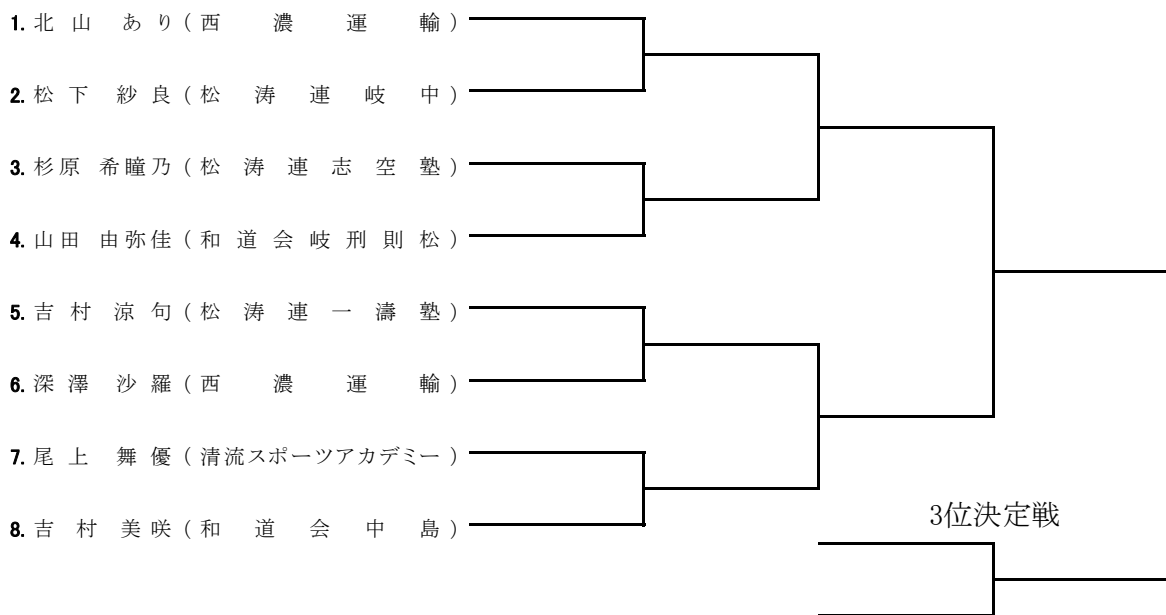 1. 北山 あり (西濃運輸)
2. 松下 紗良 (松涛連岐中)
3. 杉原 希瞳乃 (松涛連志空塾)
4. 山田 由弥佳 (和道会岐刑則松)
5. 吉村 涼句 (松涛連一濤塾)
6. 深澤 沙羅 (西濃運輸)
7. 尾上 舞優 (清流スポーツアカデミー)
8. 吉村 美咲 (和道会中島)
3位決定戦